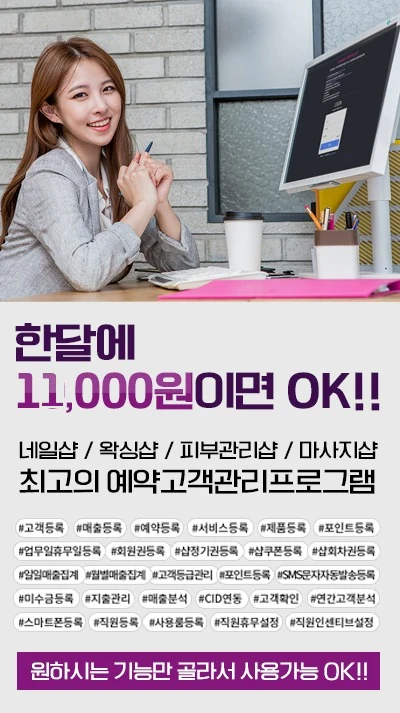 한달에
11,000원이면 OK!!
네일샵 / 왁싱샵 / 피부관리샵 / 마사지샵
최고의 예약고객관리프로그램
#고객등록 #매출등록 #예약등록 #서비스등록 #제품등록 #포인트등록
#업무일휴무일등록 #회원권등록 #샵정기권등록 #샵쿠폰등록 #샵회차권등록
#일일매출집계 #월별매출집계 #고객등급관리 #포인트등록 #SMS문자자동발송등록
#미수금등록 #지출관리 #매출분석 #CID연동 #고객확인 #연간고객분석
#스마트폰등록 #직원등록 #사용룸등록 #직원휴무설정 #직원인센티브설정
원하시는 기능만 골라서 사용가능 OK!!